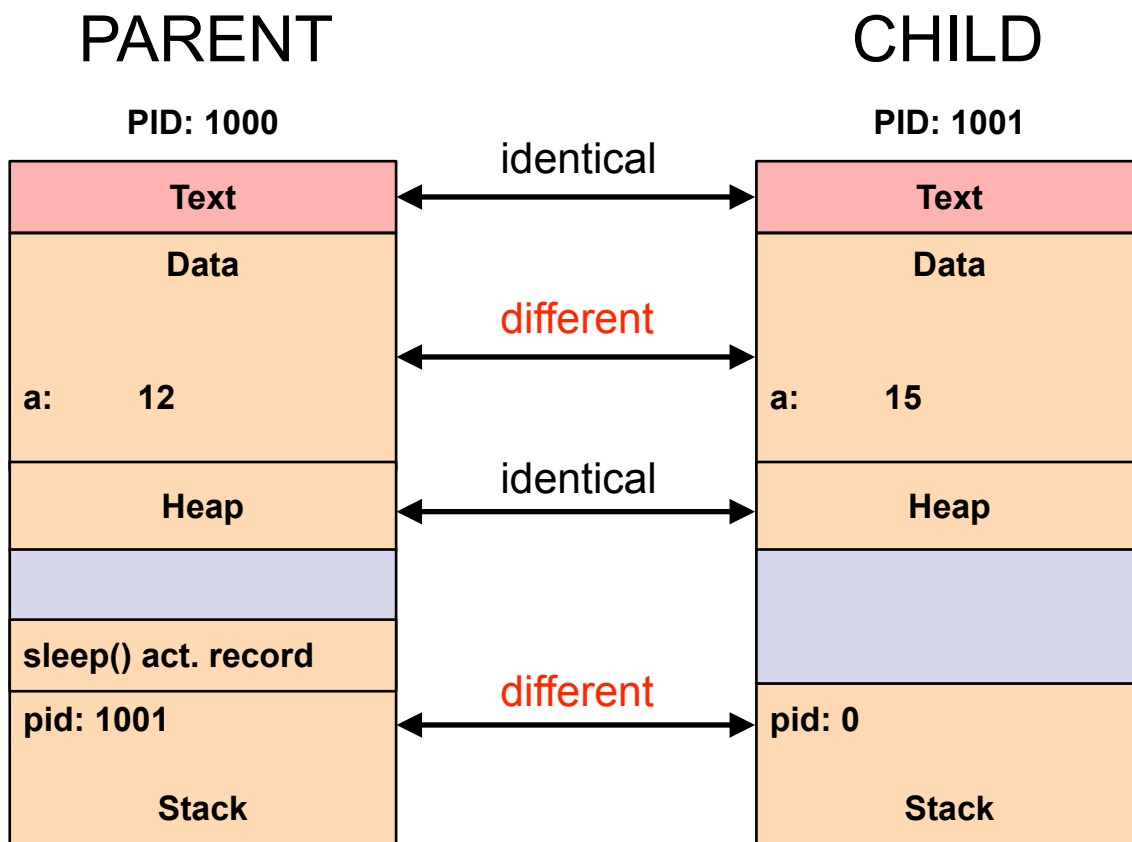 PARENT CHILD
PID: 1000 PID: 1001
identical
Text Text
Data Data
different
a: 12 a: 15
identical
Heap Heap
sleep() act. record
different
pid: 1001 pid: 0
Stack Stack